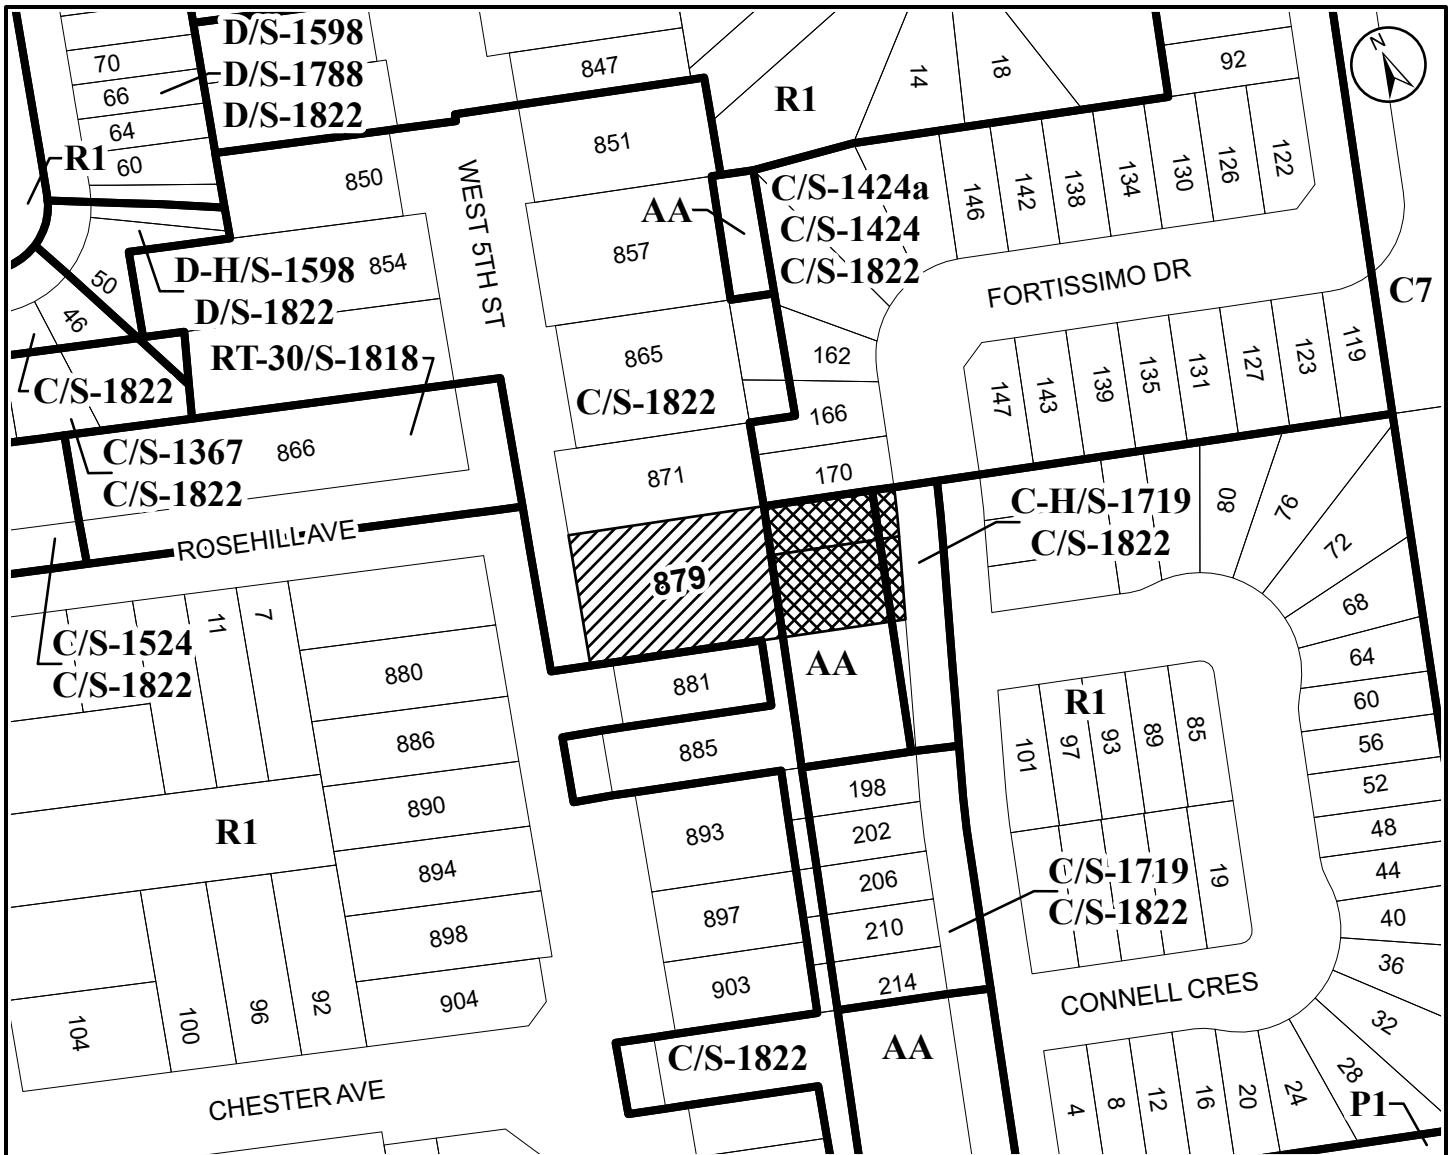 D/S-1598
D/S-1788
D/S-1822
70
66
64
60
R1
847
851
850
WEST 5TH ST
R1
14
18
92
N
AA
C/S-1424a
C/S-1424
C/S-1822
146
142
138
134
130
126
122
857
D-H/S-1598
D/S-1822
854
50
46
FORTISSIMO DR
C7
RT-30/S-1818
865
C/S-1822
162
166
170
C/S-1822
147
143
139
135
131
127
123
119
C/S-1367
C/S-1822
866
871
C-H/S-1719
C/S-1822
80
76
72
68
64
60
56
52
48
44
40
36
32
28
ROSEHILL AVE
879
C/S-1524
C/S-1822
11
7
880
881
AA
R1
101
97
93
89
85
886
885
890
198
R1
893
202
894
206
C/S-1719
C/S-1822
19
897
210
898
903
214
904
CONNELL CRES
104
100
96
92
C/S-1822
AA
CHESTER AVE
4
8
12
16
20
24
P1